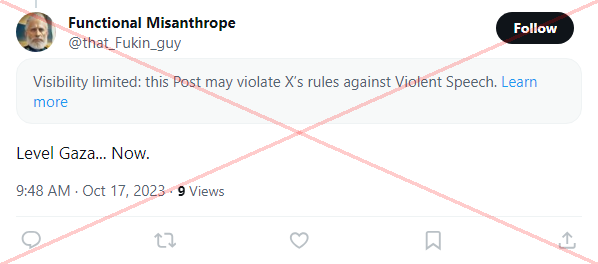 Functional Misanthrope
@that_Fukin_guy
Follow
Visibility limited: this Post may violate X's rules against Violent Speech. Learn
more
Level Gaza... Now.
9:48 AM · Oct 17, 2023 · 9 Views